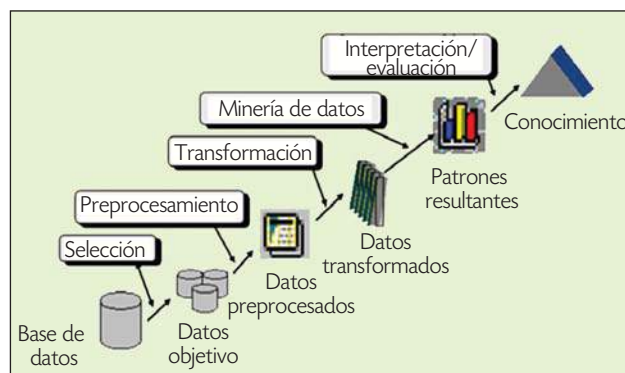 Interpretación/
evaluación
Minería de datos
Conocimiento
Transformación
Patrones
resultantes
Preprocesamiento
Datos
transformados
Selección
Datos
preprocesados
Base de
datos
Datos
objetivo